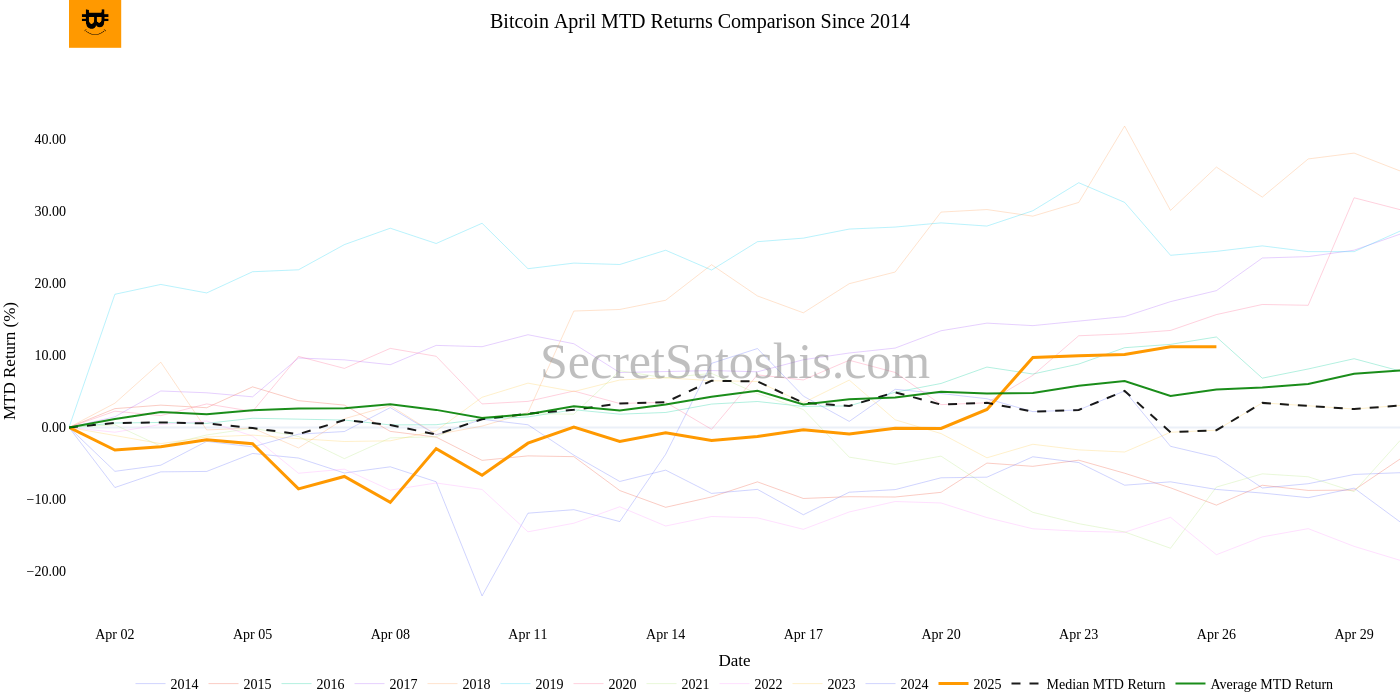 Bitcoin April MTD Returns Comparison Since 2014
MTD Return (%)
40.00
30.00
20.00
10.00
0.00
−10.00
−20.00
SecretSatoshis.com
Apr 02 Apr 05 Apr 08 Apr 11 Apr 14 Apr 17 Apr 20 Apr 23 Apr 26 Apr 29
Date
2014 2015 2016 2017 2018 2019 2020 2021 2022 2023 2024 2025 Median MTD Return Average MTD Return